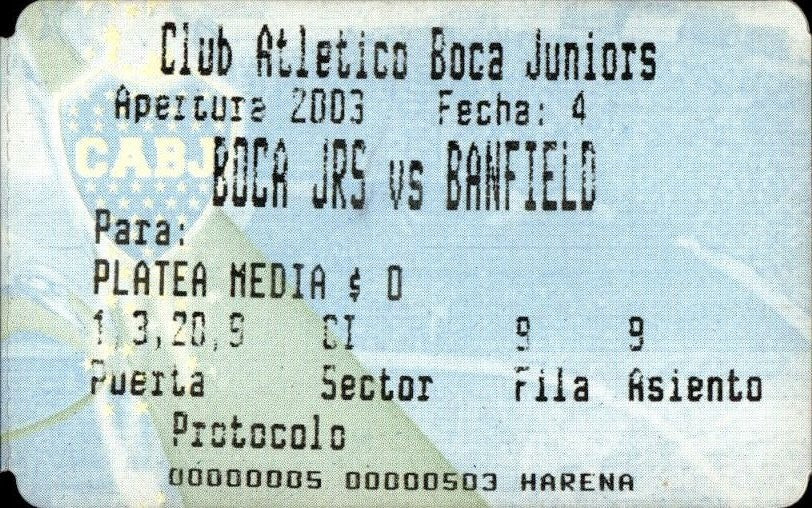 Club Atletico Boca Juniors
Apertura 2003 Fecha: 4
CABJ
BOCA JRS vs BANFIELD
Para:
PLATEA MEDIA $ 0
1,3,20,9 CI 9 9
Puerta Sector Fila Asiento
Protocolo
00000005 00000503 HARENA